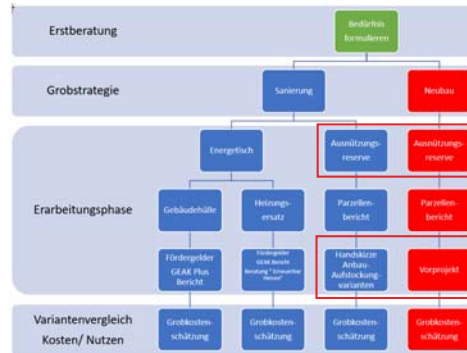 Erstberatung
Bedürfnis
formulieren
Grobstrategie
Sanierung
Neubau
Energetisch
Ausnützungs-
reserve
Ausnützungs-
reserve
Erarbeitungsphase
Gebäudehülle
Heizungs-
ersatz
Parzellen-
bericht
Parzellen-
bericht
Fördergelder
GEAK Plus
Bericht
Fördergelder
GEAK Bericht
Beratung " Erneuerbar
Heizen"
Handskizze
Anbau-
Aufstockung-
varianten
Vorprojekt
Variantenvergleich
Kosten/ Nutzen
Grobkosten-
schätzung
Grobkosten-
schätzung
Grobkosten-
schätzung
Grobkosten-
schätzung